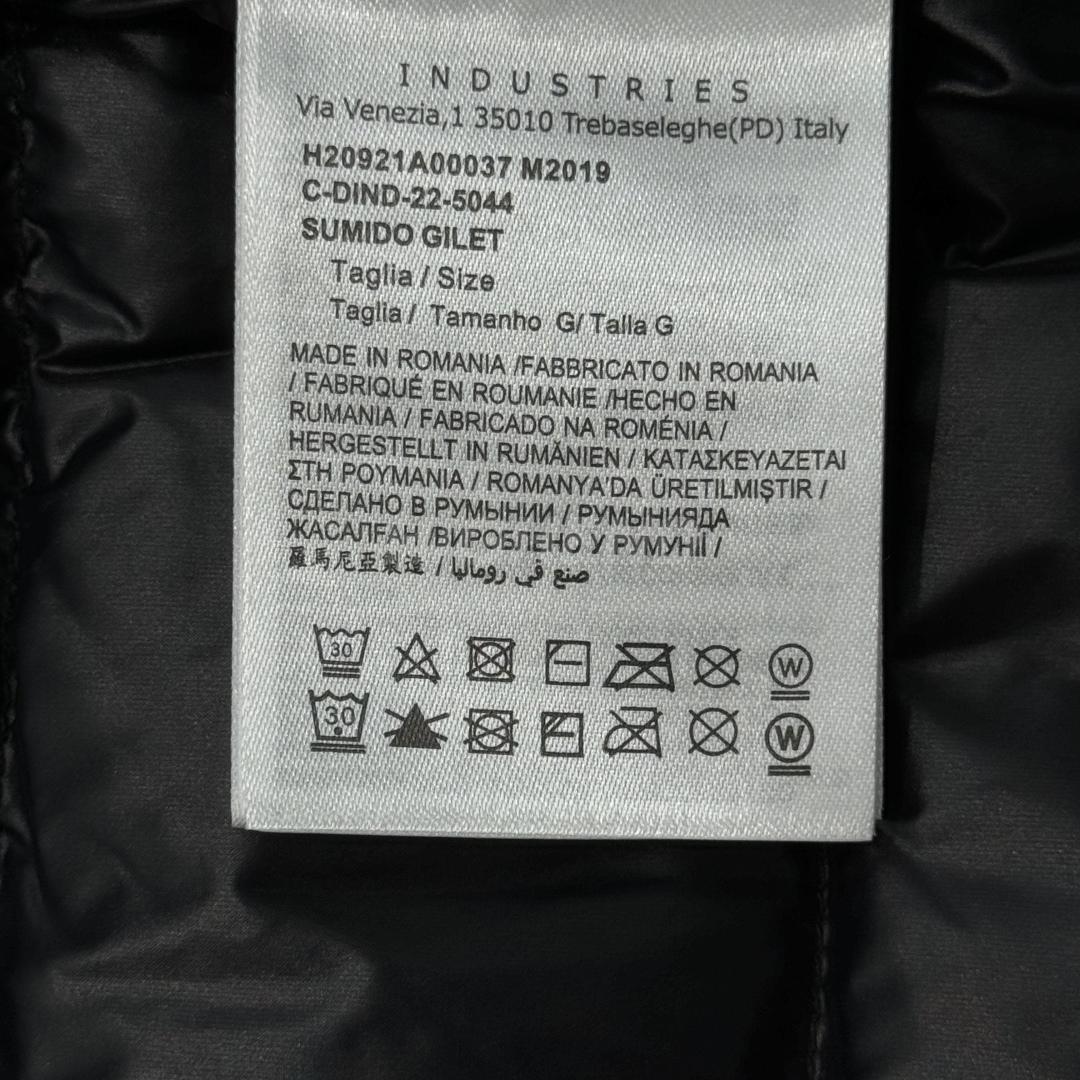 INDUSTRIES
Via Venezia,1 35010 Trebaseleghe(PD) Italy
H20921A00037 M2019
C-DIND-22-5044
SUMIDO GILET
Taglia / Size
Taglia / Tamanho G/ Talla G
MADE IN ROMANIA /FABBRICATO IN ROMANIA
/ FABRIQUÉ EN ROUMANIE /HECHO EN
RUMANIA / FABRICADO NA ROMÉNIA /
HERGESTELLT IN RUMÄNIEN / ΚΑΤΑΣΚΕΥΑΖΕΤΑΙ
ΣΤΗ ΡΟΥΜΑΝΙΑ / ROMANYA'DA ÜRETILMIŞTIR /
СДЕЛАНО В РУМЫНИИ / РУМЫНИЯДА
ЖАСАЛҒАН /ВИРОБЛЕНО У РУМУНІЇ /
羅馬尼亞製造 / صنع في رومانيا
30 W
30 W